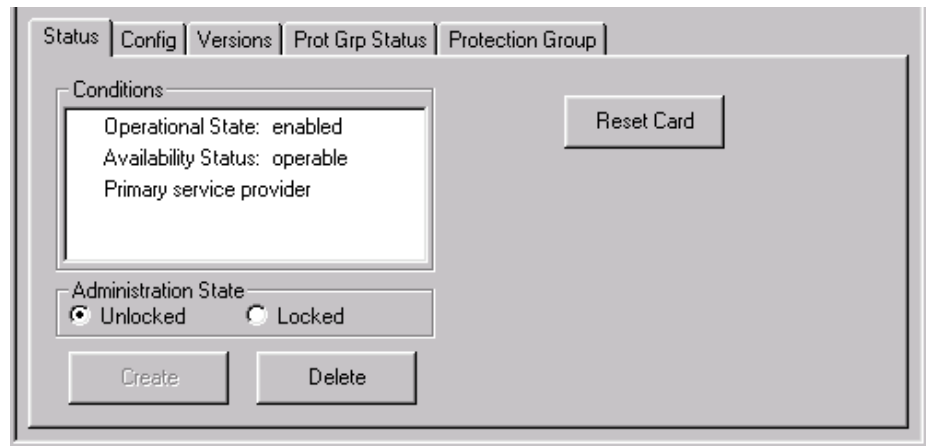 Status Config Versions Prot Grp Status Protection Group
Conditions
Operational State: enabled
Availability Status: operable
Primary service provider
Reset Card
Administration State
Unlocked Locked
Create Delete